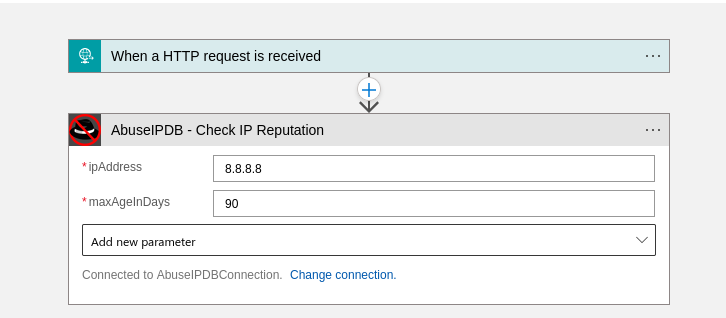 When a HTTP request is received
AbuseIPDB - Check IP Reputation
*ipAddress 8.8.8.8
*maxAgeInDays 90
Add new parameter
Connected to AbuseIPDBConnection. Change connection.